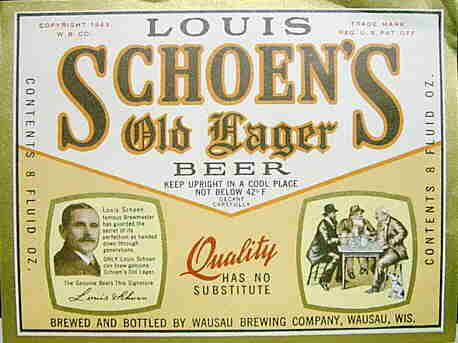 COPYRIGHT 1943
W. B. CO.
LOUIS
TRADE MARK
REG. U.S. PAT. OFF.
SCHOEN'S
Old Lager
BEER
KEEP UPRIGHT IN A COOL PLACE
NOT BELOW 42° F
DECANT
CAREFULLY
CONTENTS 8 FLUID OZ.
CONTENTS 8 FLUID OZ.
Louis Schoen
famous Brewmaster
has guarded the
secret of its
perfection as handed
down through
generations.
ONLY Louis Schoen
can brew genuine
Schoen's Old Lager.
The Genuine Bears This Signature
Louis Schoen
Quality
HAS NO
SUBSTITUTE
BREWED AND BOTTLED BY WAUSAU BREWING COMPANY, WAUSAU, WIS.